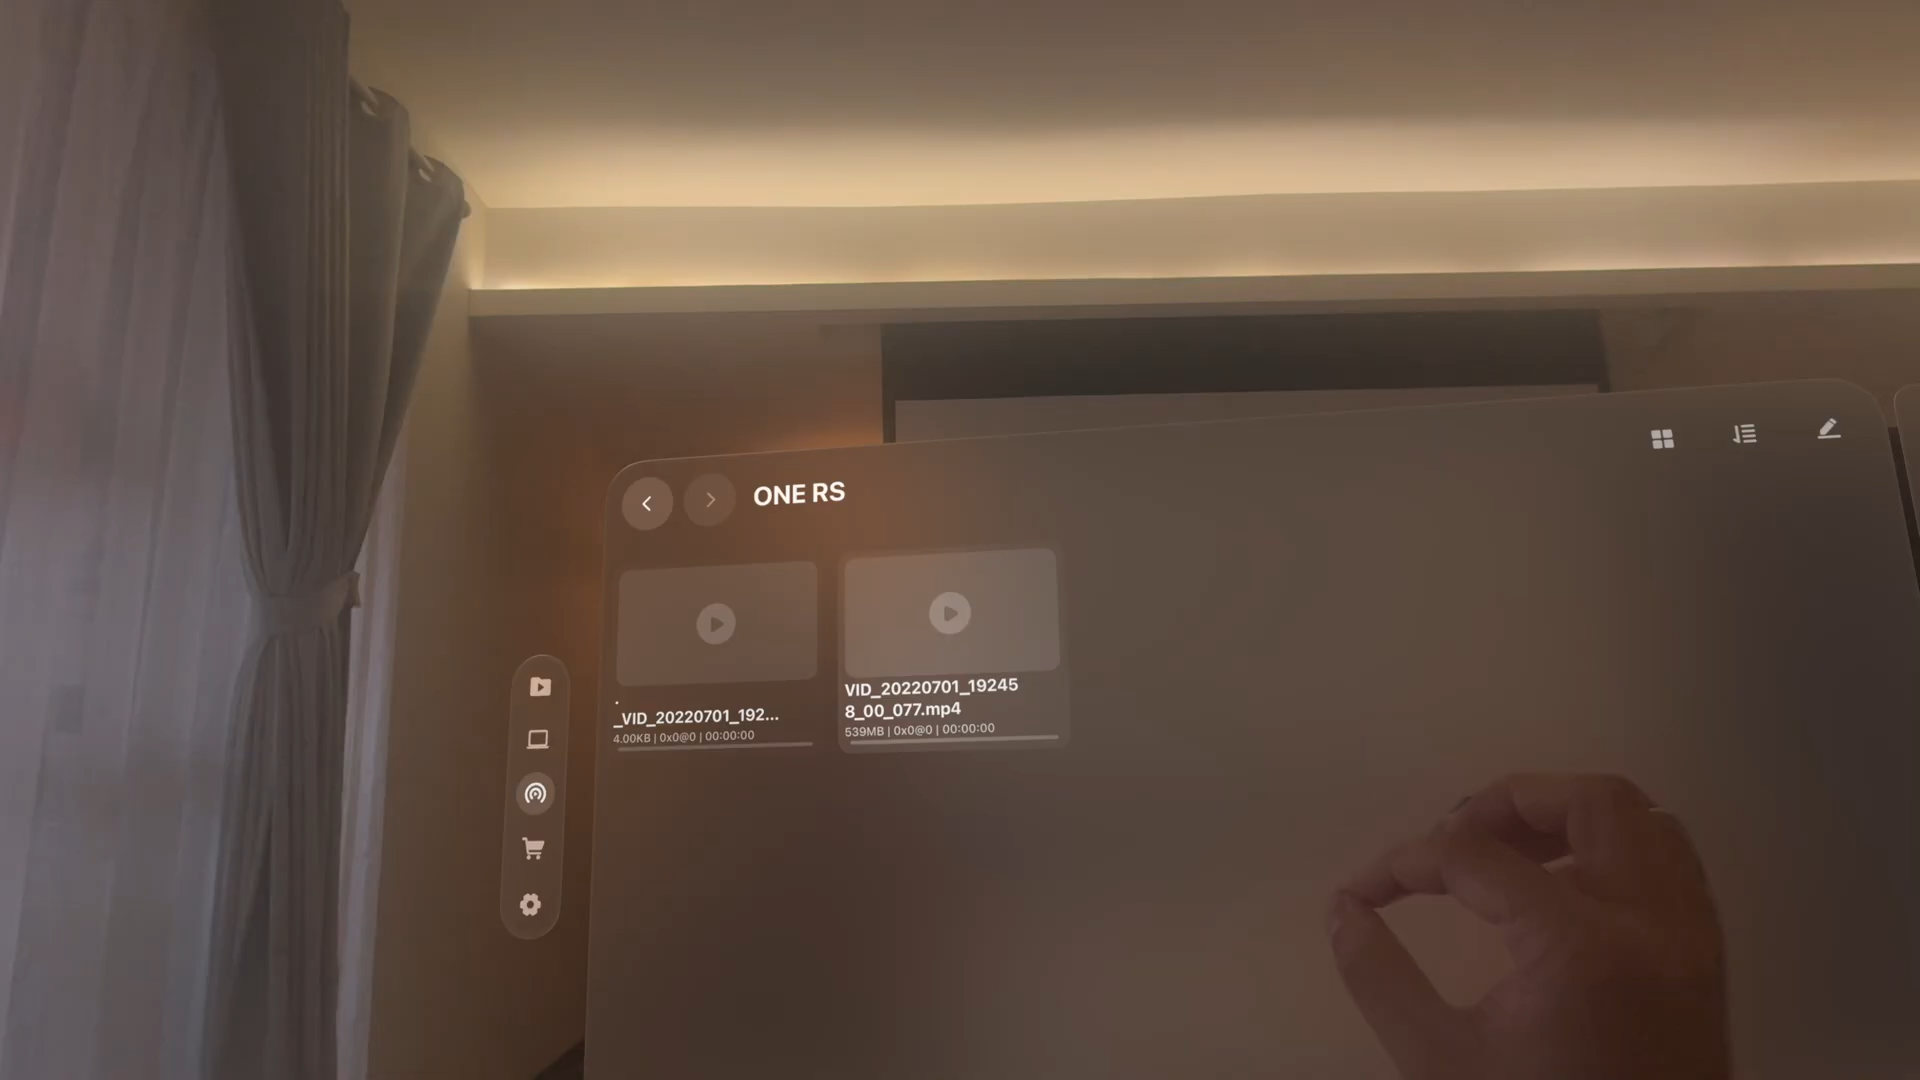 ONE RS
.
_VID_20220701_192...
4.00KB | 0x0@0 | 00:00:00
VID_20220701_19245
8_00_077.mp4
539MB | 0x0@0 | 00:00:00